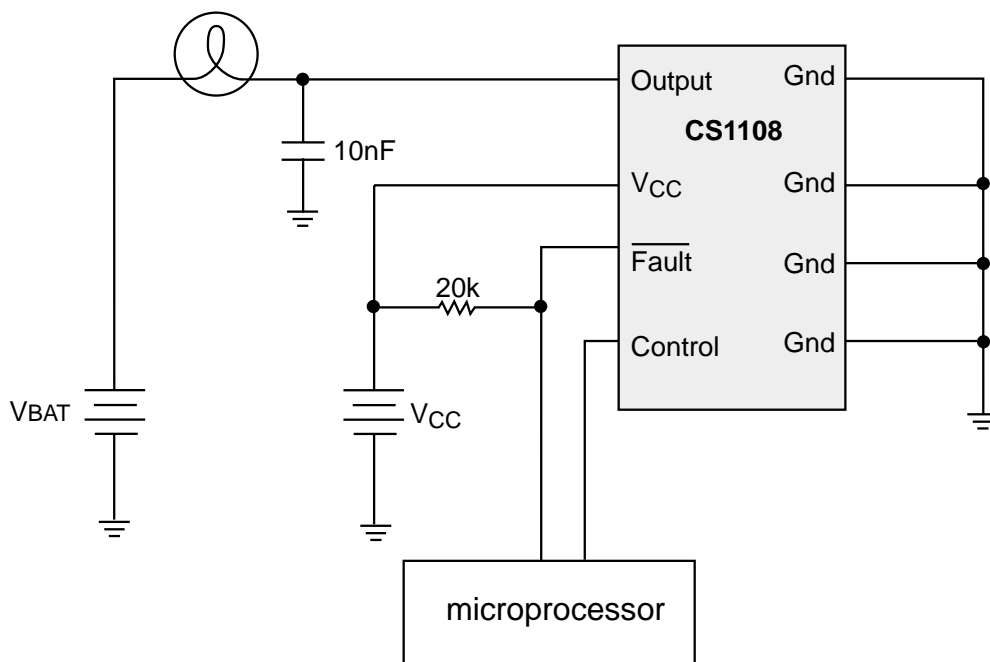 Output Gnd
CS1108
10nF
VCC Gnd
Fault Gnd
20k
Control Gnd
VBAT VCC
microprocessor